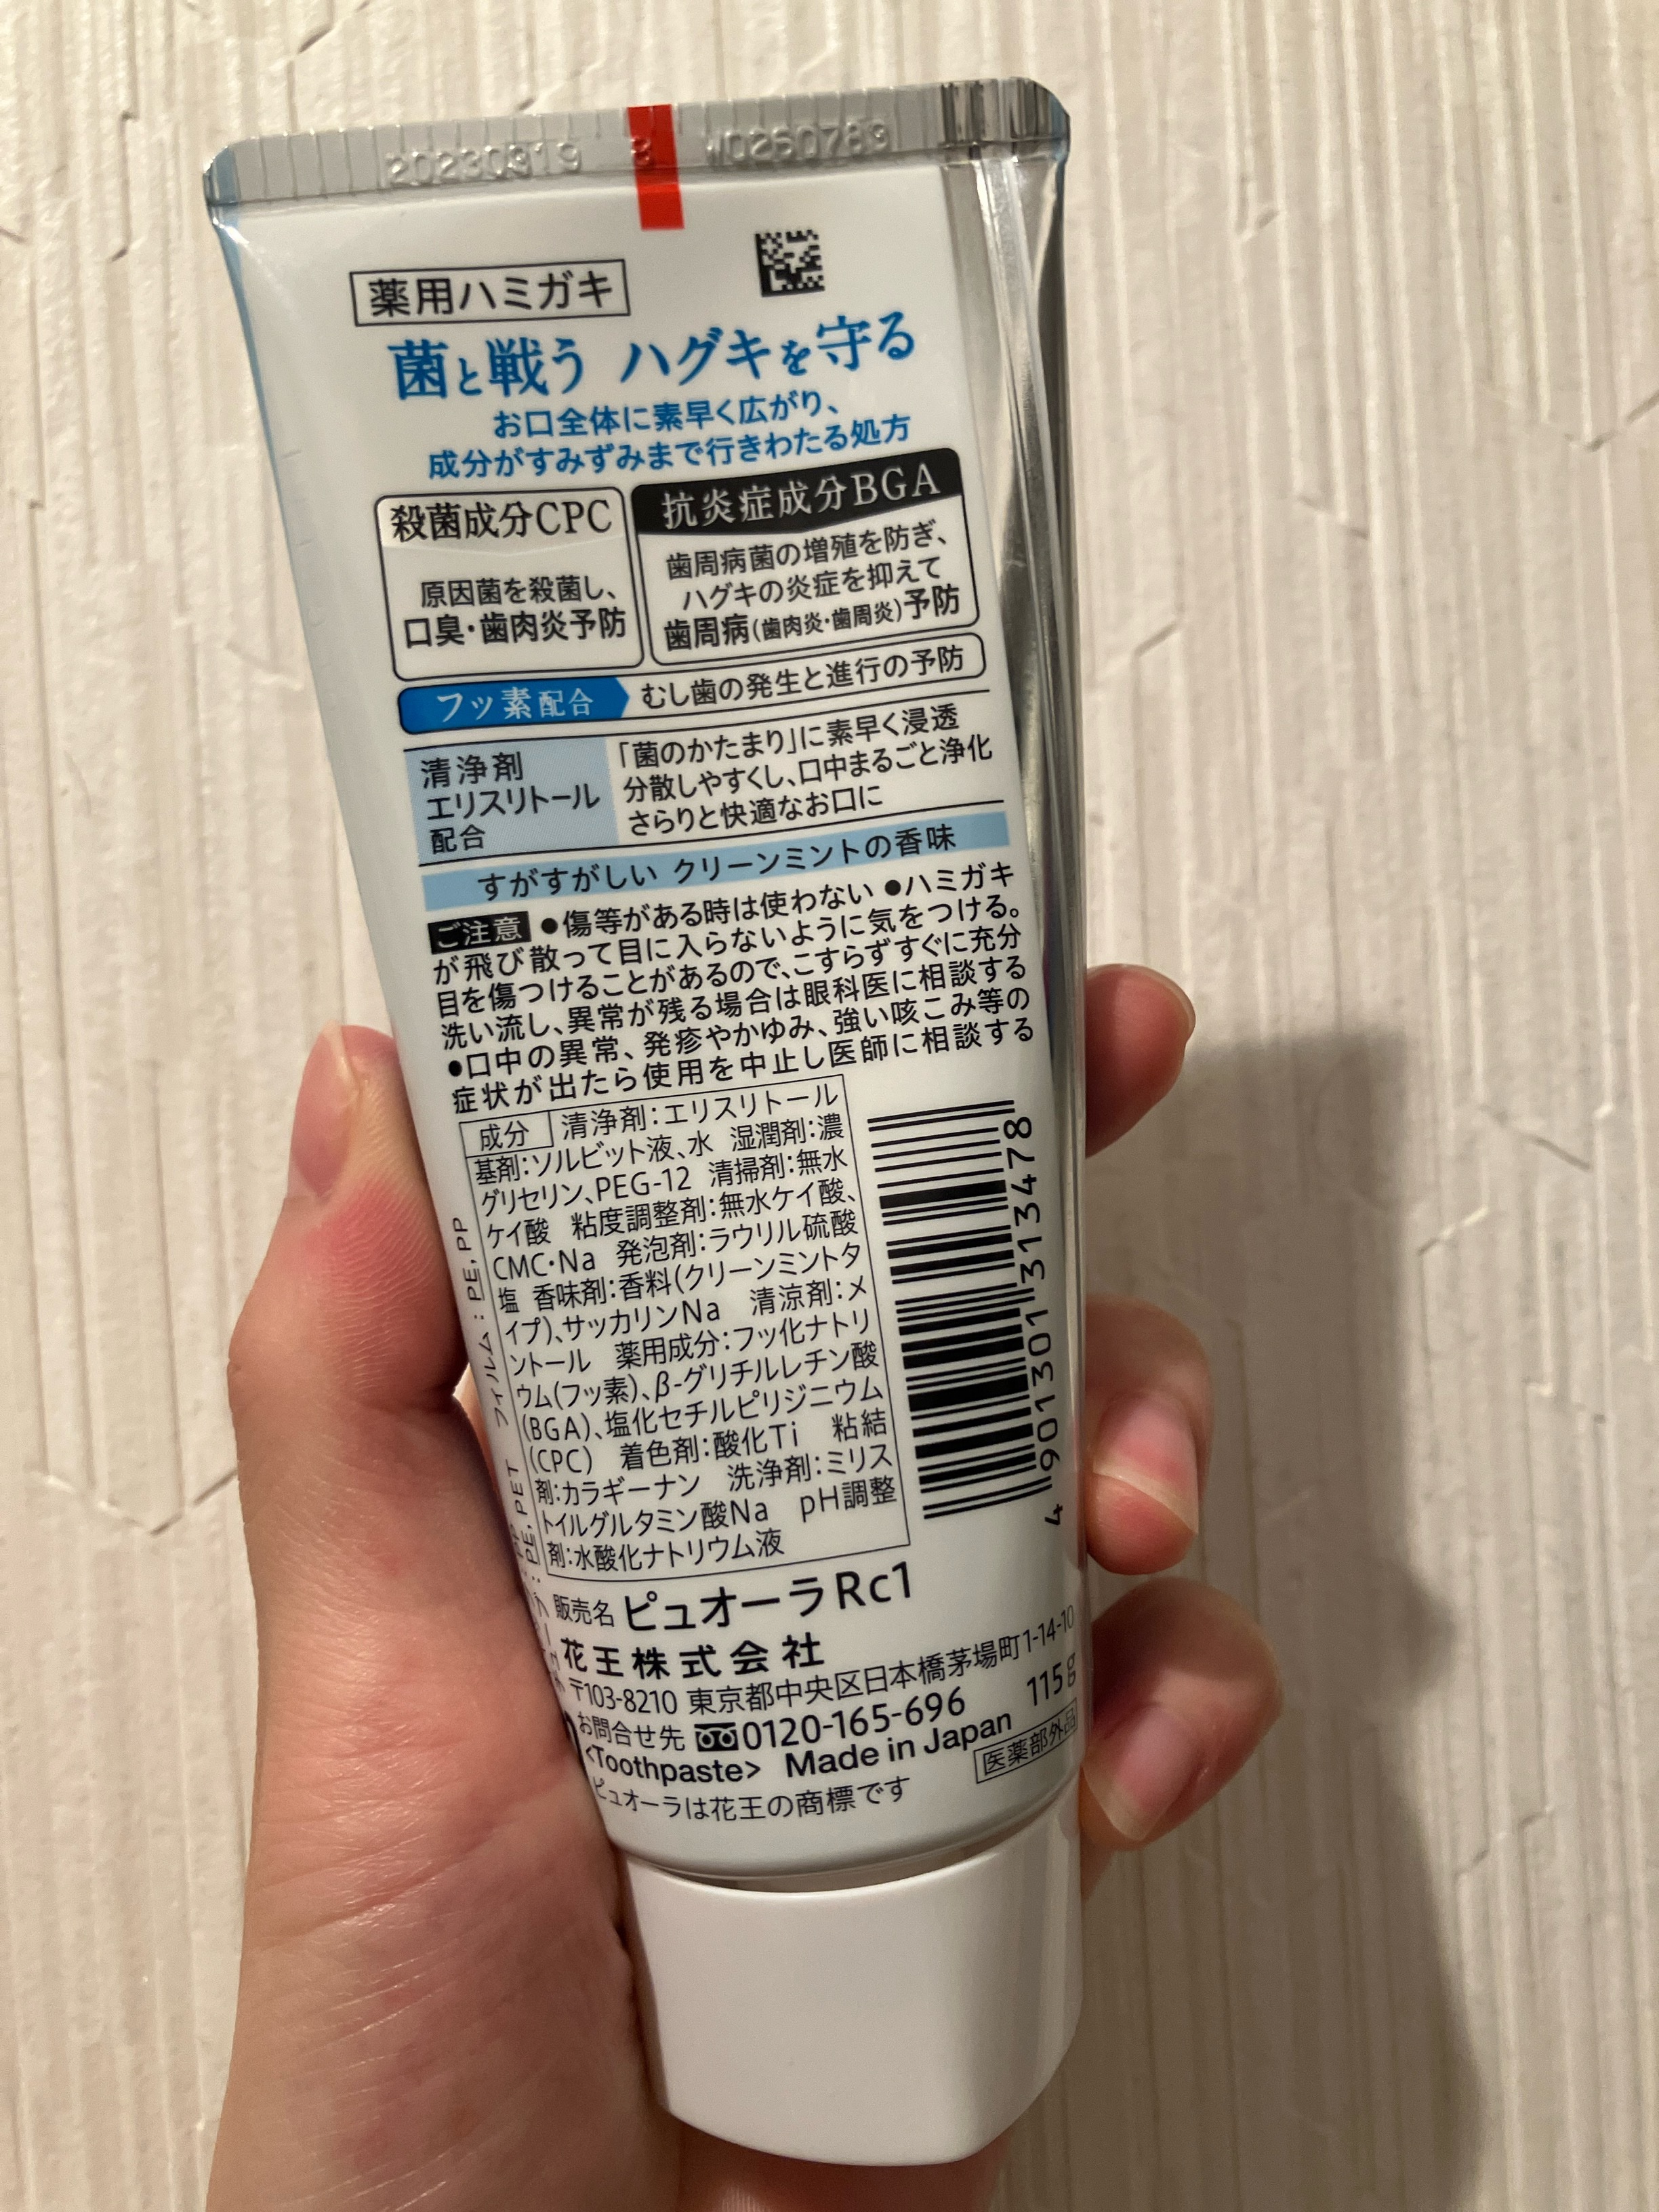 20230319 W0260783
薬用ハミガキ
菌と戦う ハグキを守る
お口全体に素早く広がり、
成分がすみずみまで行きわたる処方
殺菌成分CPC
原因菌を殺菌し、
口臭・歯肉炎予防
抗炎症成分BGA
歯周病菌の増殖を防ぎ、
ハグキの炎症を抑えて
歯周病(歯肉炎・歯周炎)予防
フッ素配合 むし歯の発生と進行の予防
清浄剤
エリスリトール
配合
「菌のかたまり」に素早く浸透
分散しやすくし、口中まるごと浄化
さらりと快適なお口に
すがすがしい クリーンミントの香味
ご注意 ●傷等がある時は使わない ●ハミガキ
が飛び散って目に入らないように気をつける。
目を傷つけることがあるので、こすらずすぐに充分
洗い流し、異常が残る場合は眼科医に相談する
●口中の異常、発疹やかゆみ、強い咳こみ等の
症状が出たら使用を中止し医師に相談する
成分 清浄剤：エリスリトール
基剤：ソルビット液、水 湿潤剤：濃
グリセリン、PEG-12 清掃剤：無水
ケイ酸 粘度調整剤：無水ケイ酸、
CMC・Na 発泡剤：ラウリル硫酸
塩 香味剤：香料(クリーンミントタ
イプ)、サッカリンNa 清涼剤：メ
ントール 薬用成分：フッ化ナトリ
ウム(フッ素)、β-グリチルレチン酸
(BGA)、塩化セチルピリジニウム
(CPC) 着色剤：酸化Ti 粘結
剤：カラギーナン 洗浄剤：ミリス
トイルグルタミン酸Na pH調整
剤：水酸化ナトリウム液
4 901301 313478
フィルム：PE, PP
: PE, PET
販売名 ピュオーラRc1
花王株式会社
〒103-8210 東京都中央区日本橋茅場町1-14-10
お問合せ先 0120-165-696 115g
<Toothpaste> Made in Japan
医薬部外品
ピュオーラは花王の商標です